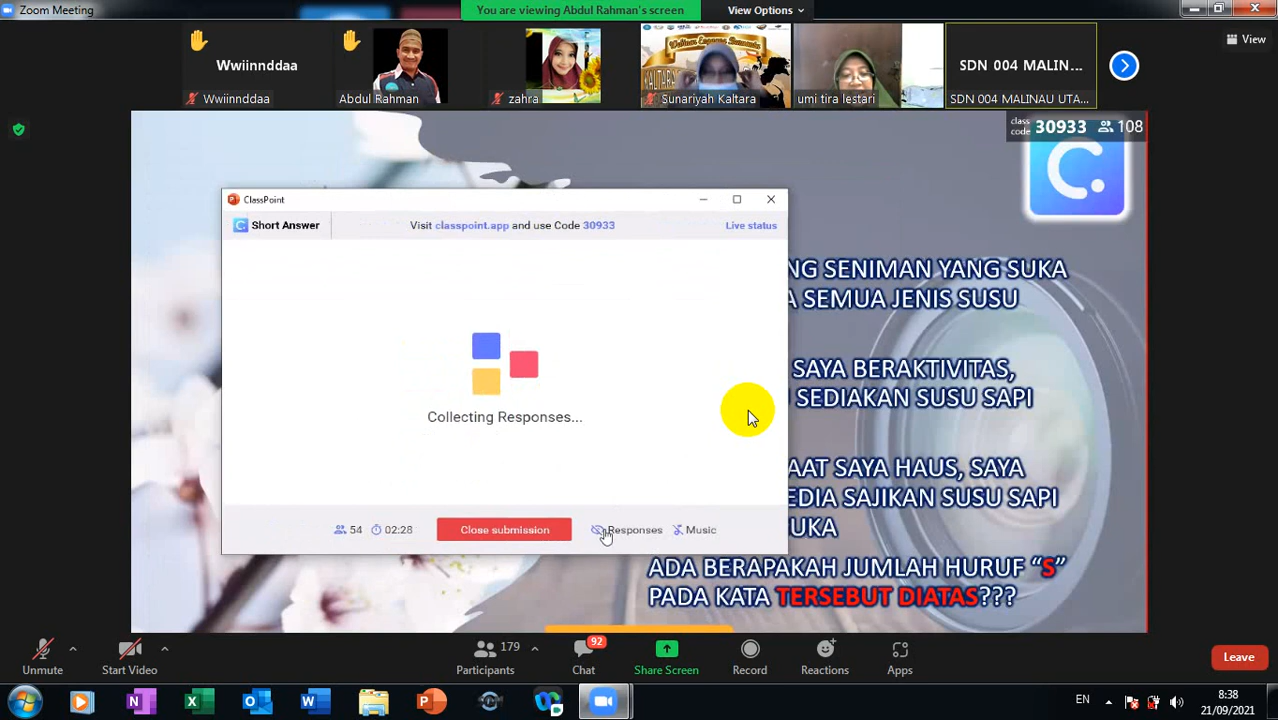 Zoom Meeting
You are viewing Abdul Rahman's screen
View Options
View
Wwiinnddaa
Wwiinnddaa
Abdul Rahman
zahra
Sunariyah Kaltara
umi tira lestari
SDN 004 MALIN...
SDN 004 MALINAU UTA...
class code 30933 108
ClassPoint
Short Answer
Visit classpoint.app and use Code 30933
Live status
Collecting Responses...
54 02:28
Close submission
Responses
Music
NG SENIMAN YANG SUKA
A SEMUA JENIS SUSU
SAYA BERAKTIVITAS,
SEDIAKAN SUSU SAPI
AAT SAYA HAUS, SAYA
EDIA SAJIKAN SUSU SAPI
UKA
ADA BERAPAKAH JUMLAH HURUF “S”
PADA KATA TERSEBUT DIATAS???
Unmute
Start Video
179
Participants
92
Chat
Share Screen
Record
Reactions
Apps
Leave
EN
8:38
21/09/2021